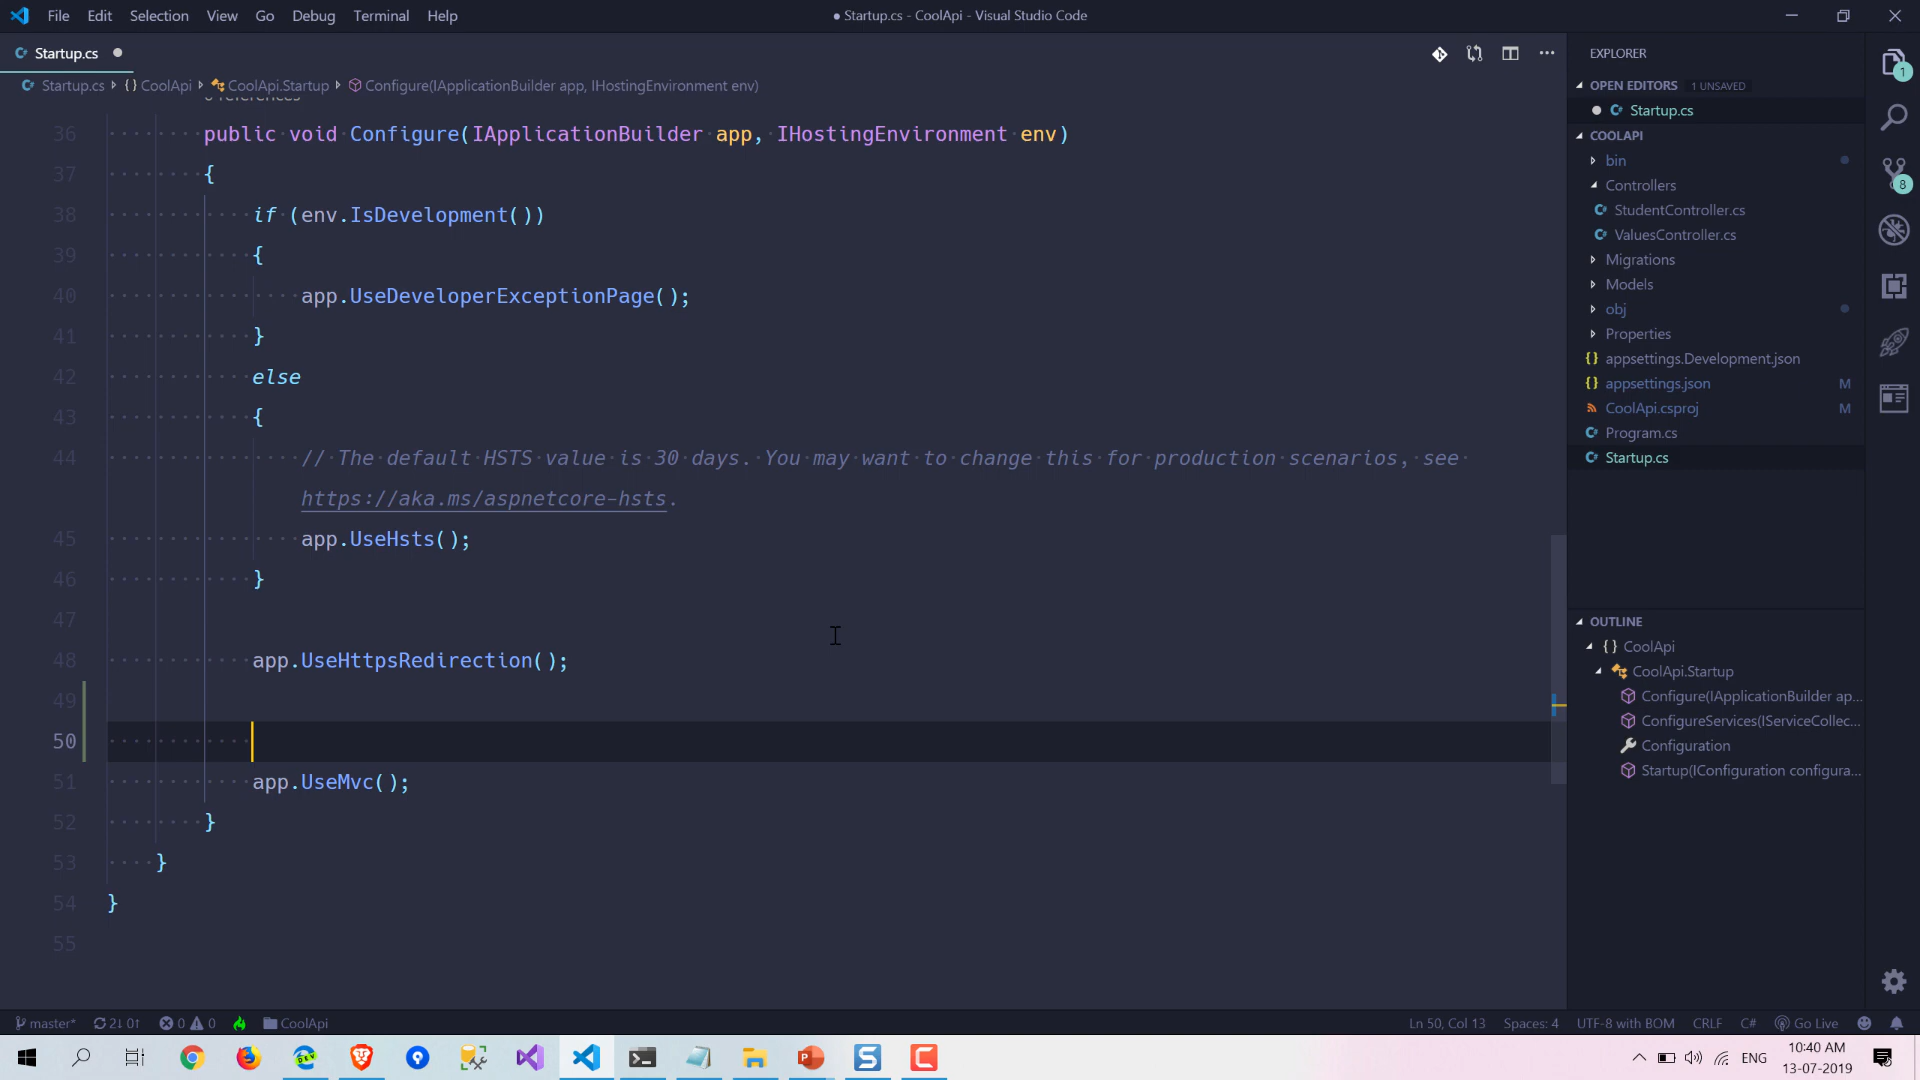 File Edit Selection View Go Debug Terminal Help
● Startup.cs - CoolApi - Visual Studio Code
Startup.cs ●
Startup.cs {} CoolApi CoolApi.Startup Configure(IApplicationBuilder app, IHostingEnvironment env)
0 references
36 public void Configure(IApplicationBuilder app, IHostingEnvironment env)
37 {
38 if (env.IsDevelopment())
39 {
40 app.UseDeveloperExceptionPage();
41 }
42 else
43 {
44 // The default HSTS value is 30 days. You may want to change this for production scenarios, see
https://aka.ms/aspnetcore-hsts.
45 app.UseHsts();
46 }
47
48 app.UseHttpsRedirection();
49
50
51 app.UseMvc();
52 }
53 }
54 }
55
EXPLORER
OPEN EDITORS 1 UNSAVED
● Startup.cs
COOLAPI
bin
Controllers
StudentController.cs
ValuesController.cs
Migrations
Models
obj
Properties
{} appsettings.Development.json
{} appsettings.json M
CoolApi.csproj M
Program.cs
Startup.cs
OUTLINE
{} CoolApi
CoolApi.Startup
Configure(IApplicationBuilder ap...
ConfigureServices(IServiceCollec...
Configuration
Startup(IConfiguration configura...
1
8
master* 2↓ 0↑ 0 0 CoolApi
Ln 50, Col 13 Spaces: 4 UTF-8 with BOM CRLF C# Go Live
DEV
ENG
10:40 AM
13-07-2019